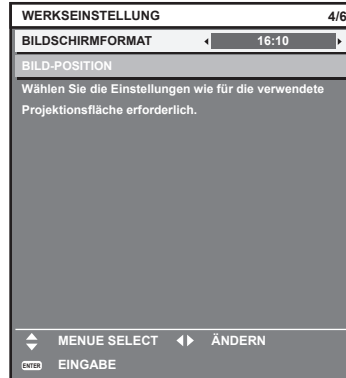 WERKSEINSTELLUNG 4/6
BILDSCHIRMFORMAT 16:10
BILD-POSITION
Wählen Sie die Einstellungen wie für die verwendete
Projektionsfläche erforderlich.
MENUE SELECT ÄNDERN
ENTER EINGABE